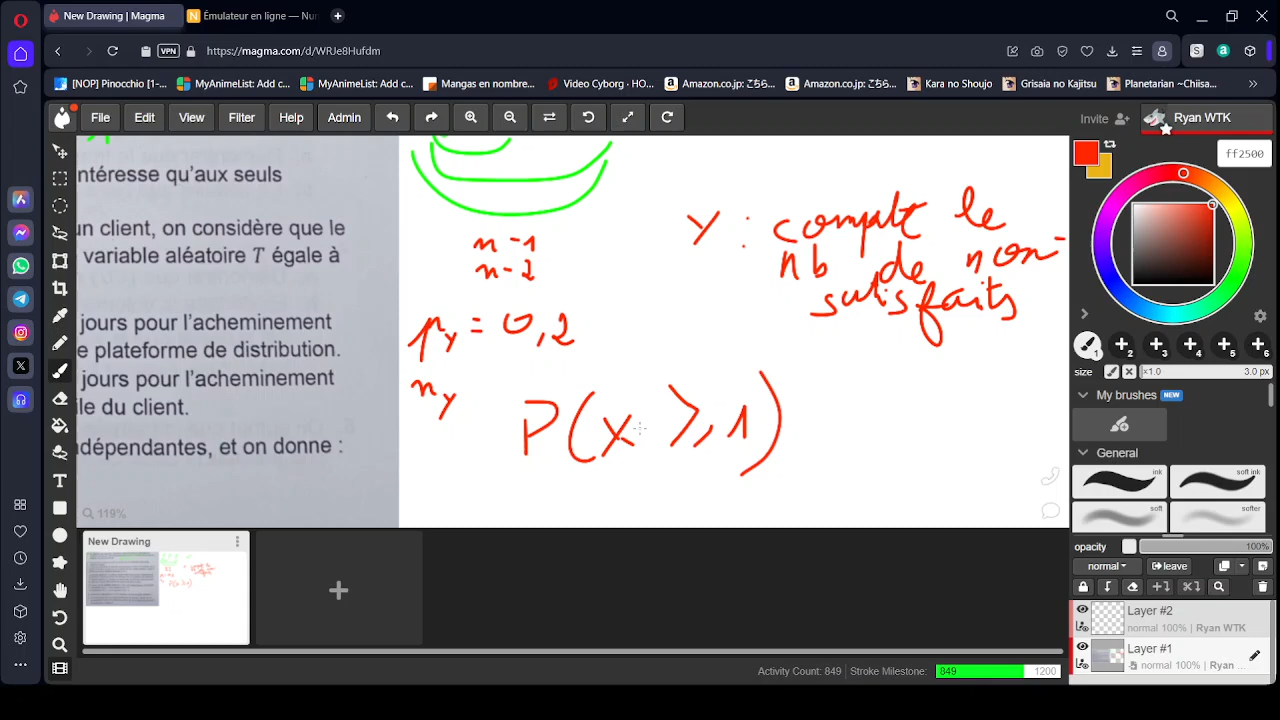 New Drawing | Magma
Émulateur en ligne — Nu
VPN
https://magma.com/d/WRJe8Hufdm
[NOP] Pinocchio [1-...
MyAnimeList: Add c...
MyAnimeList: Add c...
Mangas en nombre...
Video Cyborg · HO...
Amazon.co.jp: こちら...
Amazon.co.jp: こちら...
Kara no Shoujo
Grisaia no Kajitsu
Planetarian ~Chiisa...
File Edit View Filter Help Admin
Invite Ryan WTK
ff2500
ntéresse qu'aux seuls
un client, on considère que le
variable aléatoire T égale à
jours pour l'acheminement
e plateforme de distribution.
jours pour l'acheminement
ile du client.
dépendantes, et on donne :
n-1
n-2
Y : compte le
nb de non-
satisfaits
pY = 0,2
nY
P(X ≥ 1)
119%
size x1.0 3.0 px
My brushes NEW
General
ink soft ink
soft softer
opacity 100%
normal leave
Layer #2
normal 100% | Ryan WTK
Layer #1
normal 100% | Ryan ...
New Drawing
Activity Count: 849 Stroke Milestone: 849 1200